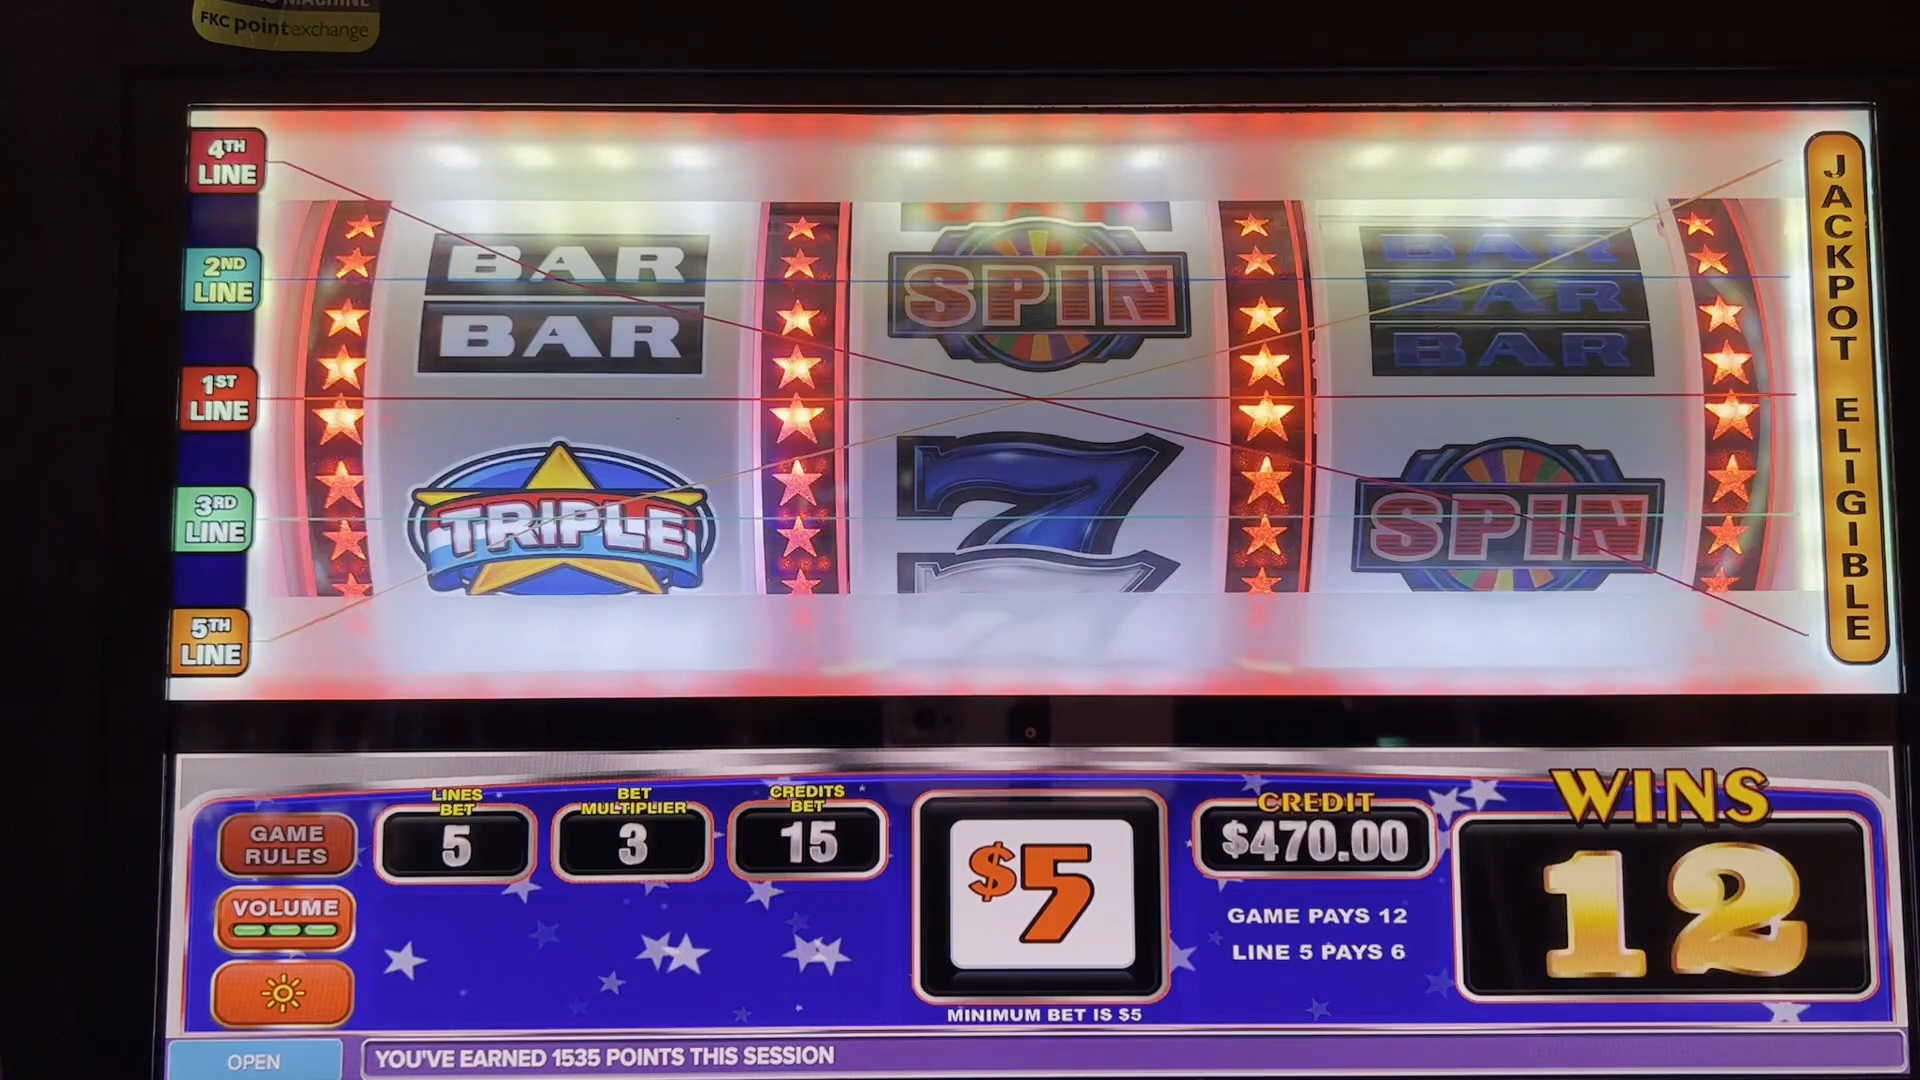 MACHINE
FKC pointexchange
4TH
LINE
2ND
LINE
1ST
LINE
3RD
LINE
5TH
LINE
BAR
BAR
TRIPLE
SPIN
7
BAR
BAR
BAR
SPIN
JACKPOT ELIGIBLE
GAME
RULES
VOLUME
LINES
BET
5
BET
MULTIPLIER
3
CREDITS
BET
15
$5
MINIMUM BET IS $5
CREDIT
$470.00
GAME PAYS 12
LINE 5 PAYS 6
WINS
12
OPEN
YOU'VE EARNED 1535 POINTS THIS SESSION